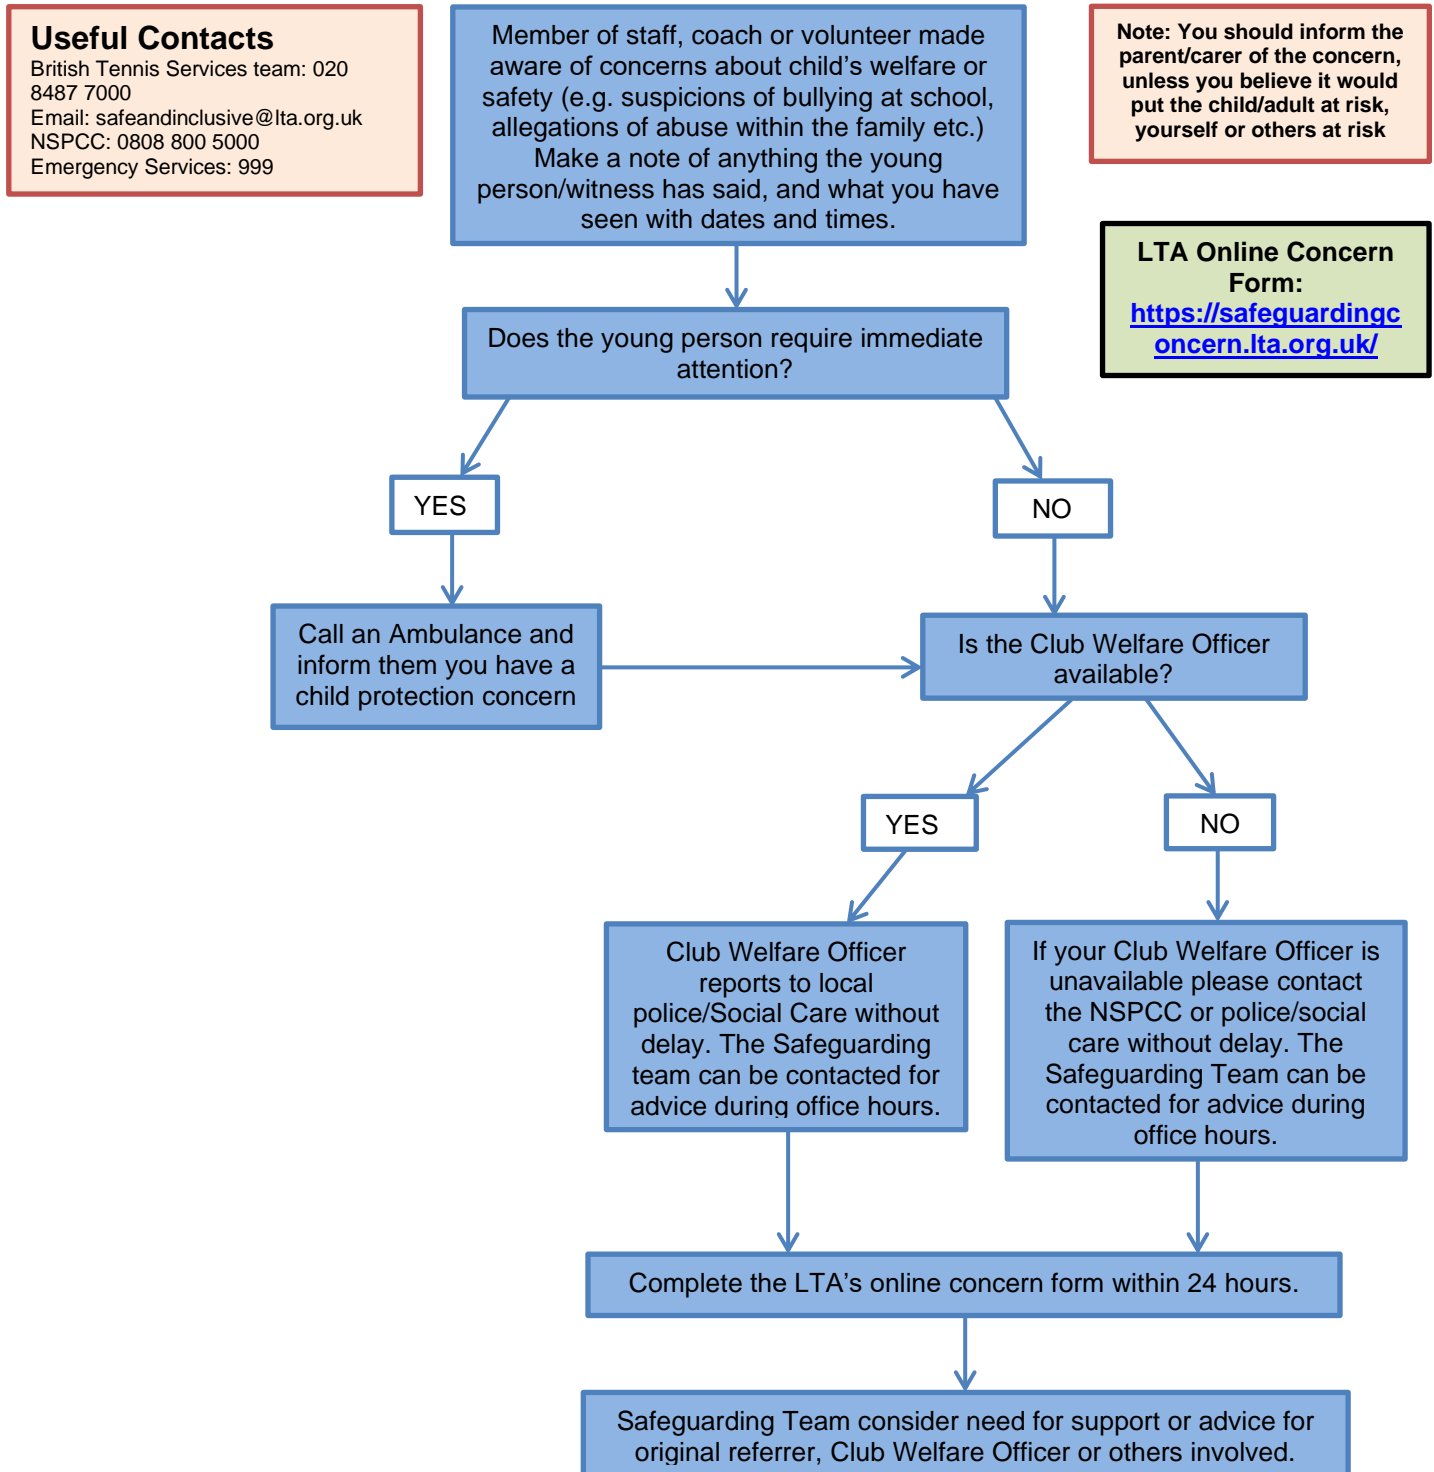 Useful Contacts
British Tennis Services team: 020
8487 7000
Email: safeandinclusive@lta.org.uk
NSPCC: 0808 800 5000
Emergency Services: 999
Member of staff, coach or volunteer made
aware of concerns about child’s welfare or
safety (e.g. suspicions of bullying at school,
allegations of abuse within the family etc.)
Make a note of anything the young
person/witness has said, and what you have
seen with dates and times.
Note: You should inform the
parent/carer of the concern,
unless you believe it would
put the child/adult at risk,
yourself or others at risk
LTA Online Concern
Form:
https://safeguardingc
oncern.lta.org.uk/
Does the young person require immediate
attention?
YES
NO
Call an Ambulance and
inform them you have a
child protection concern
Is the Club Welfare Officer
available?
YES
NO
Club Welfare Officer
reports to local
police/Social Care without
delay. The Safeguarding
team can be contacted for
advice during office hours.
If your Club Welfare Officer is
unavailable please contact
the NSPCC or police/social
care without delay. The
Safeguarding Team can be
contacted for advice during
office hours.
Complete the LTA’s online concern form within 24 hours.
Safeguarding Team consider need for support or advice for
original referrer, Club Welfare Officer or others involved.